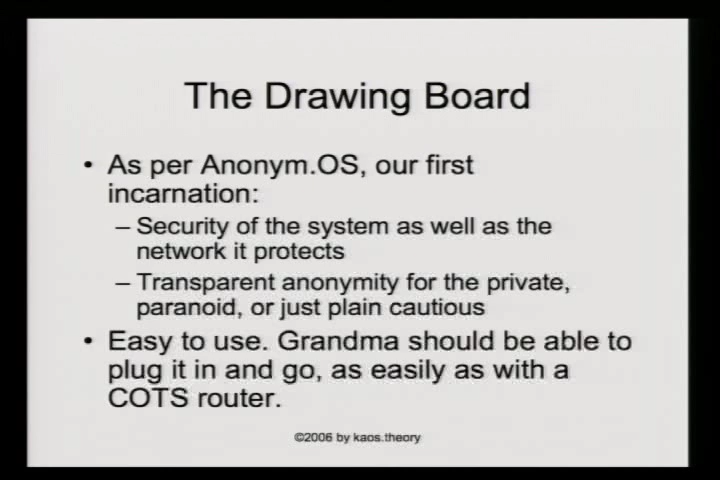 The Drawing Board
• As per Anonym.OS, our first
incarnation:
– Security of the system as well as the
network it protects
– Transparent anonymity for the private,
paranoid, or just plain cautious
• Easy to use. Grandma should be able to
plug it in and go, as easily as with a
COTS router.
©2006 by kaos.theory